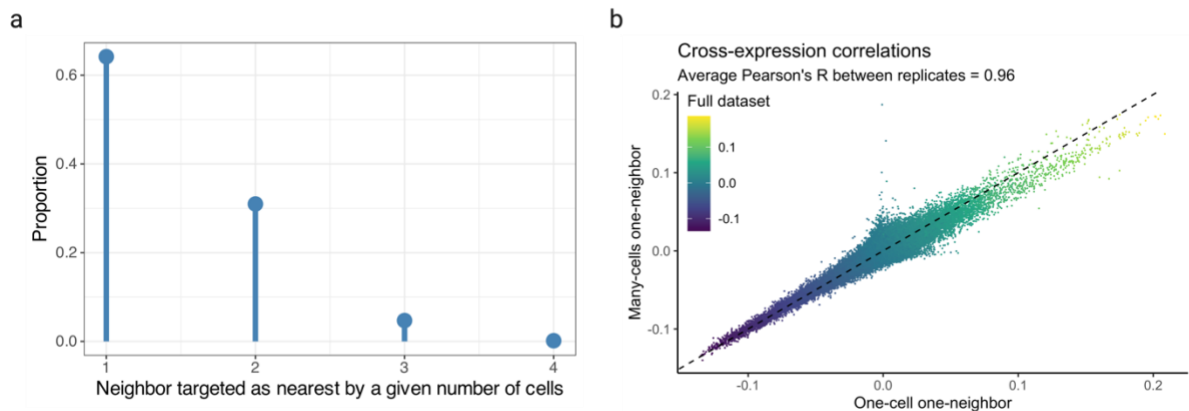 a
Proportion
0.6
0.4
0.2
0.0
1 2 3 4
Neighbor targeted as nearest by a given number of cells
b
Cross-expression correlations
Average Pearson's R between replicates = 0.96
Full dataset
0.1
0.0
-0.1
Many-cells one-neighbor
0.2
0.1
0.0
-0.1
-0.1 0.0 0.1 0.2
One-cell one-neighbor